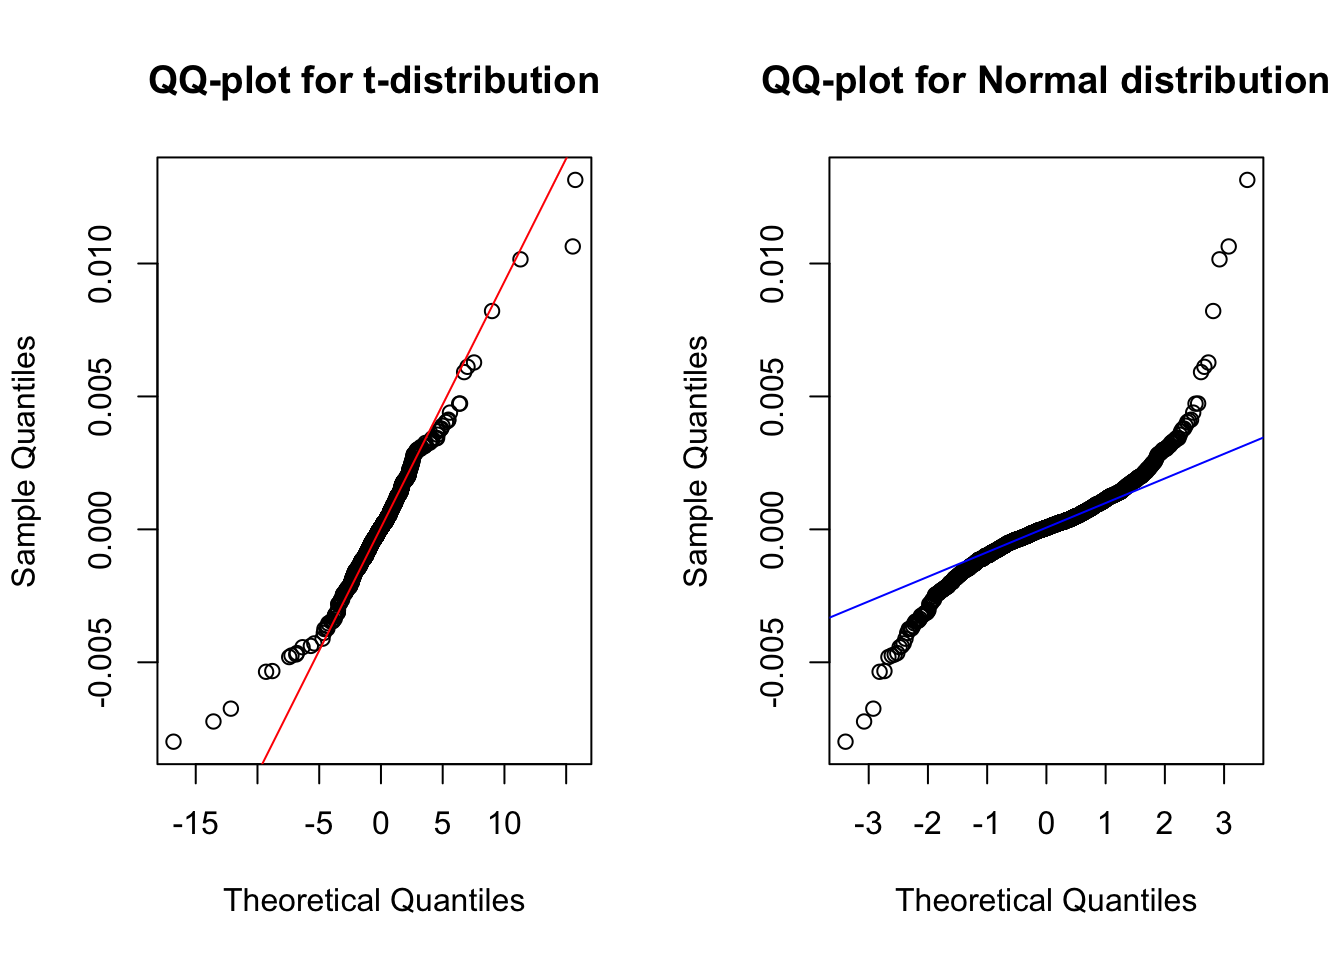 QQ-plot for t-distribution
Sample Quantiles
0.010
0.005
0.000
-0.005
-15 -5 0 5 10
Theoretical Quantiles
QQ-plot for Normal distribution
Sample Quantiles
0.010
0.005
0.000
-0.005
-3 -2 -1 0 1 2 3
Theoretical Quantiles